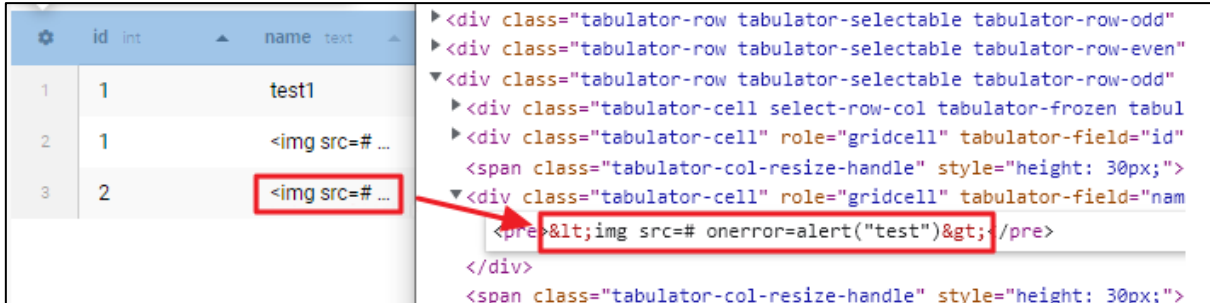 id int name text
1 1 test1
2 1 <img src=# ...
3 2 <img src=# ...
<div class="tabulator-row tabulator-selectable tabulator-row-odd"
<div class="tabulator-row tabulator-selectable tabulator-row-even"
<div class="tabulator-row tabulator-selectable tabulator-row-odd"
<div class="tabulator-cell select-row-col tabulator-frozen tabul
<div class="tabulator-cell" role="gridcell" tabulator-field="id"
<span class="tabulator-col-resize-handle" style="height: 30px;">
<div class="tabulator-cell" role="gridcell" tabulator-field="nam
<pre>&lt;img src=# onerror=alert("test")&gt;</pre>
</div>
<span class="tabulator-col-resize-handle" style="height: 30px;">